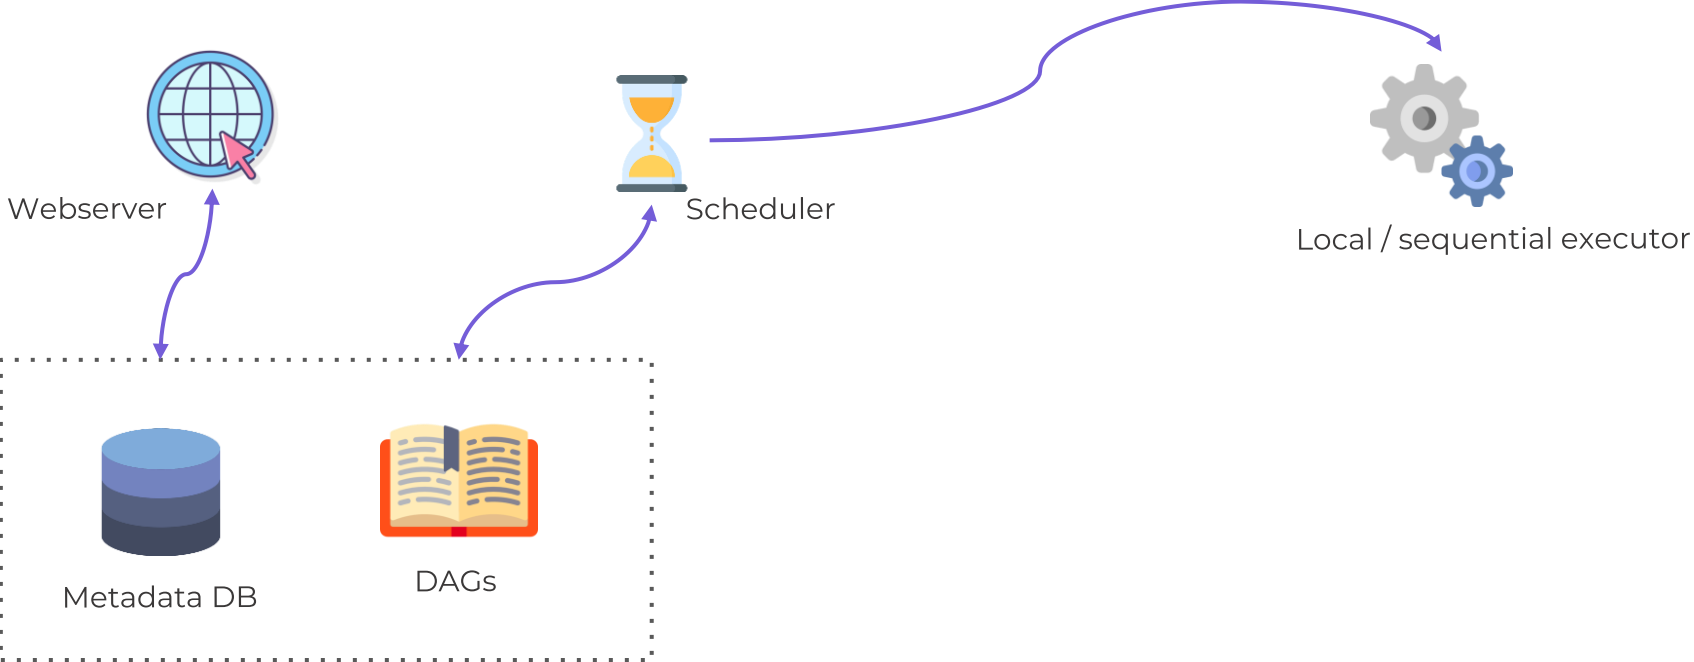 Webserver
Scheduler
Local / sequential executor
Metadata DB
DAGs